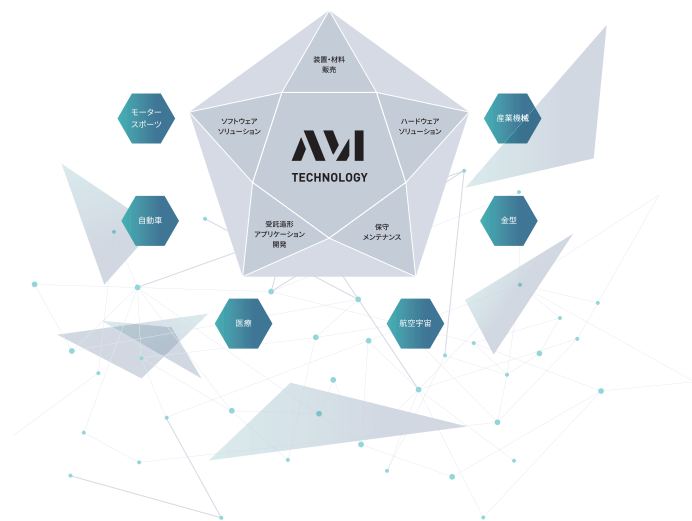 装置・材料
販売
ソフトウェア
ソリューション
ハードウェア
ソリューション
TECHNOLOGY
受託造形
アプリケーション
開発
保守
メンテナンス
モーター
スポーツ
産業機械
自動車
金型
医療
航空宇宙